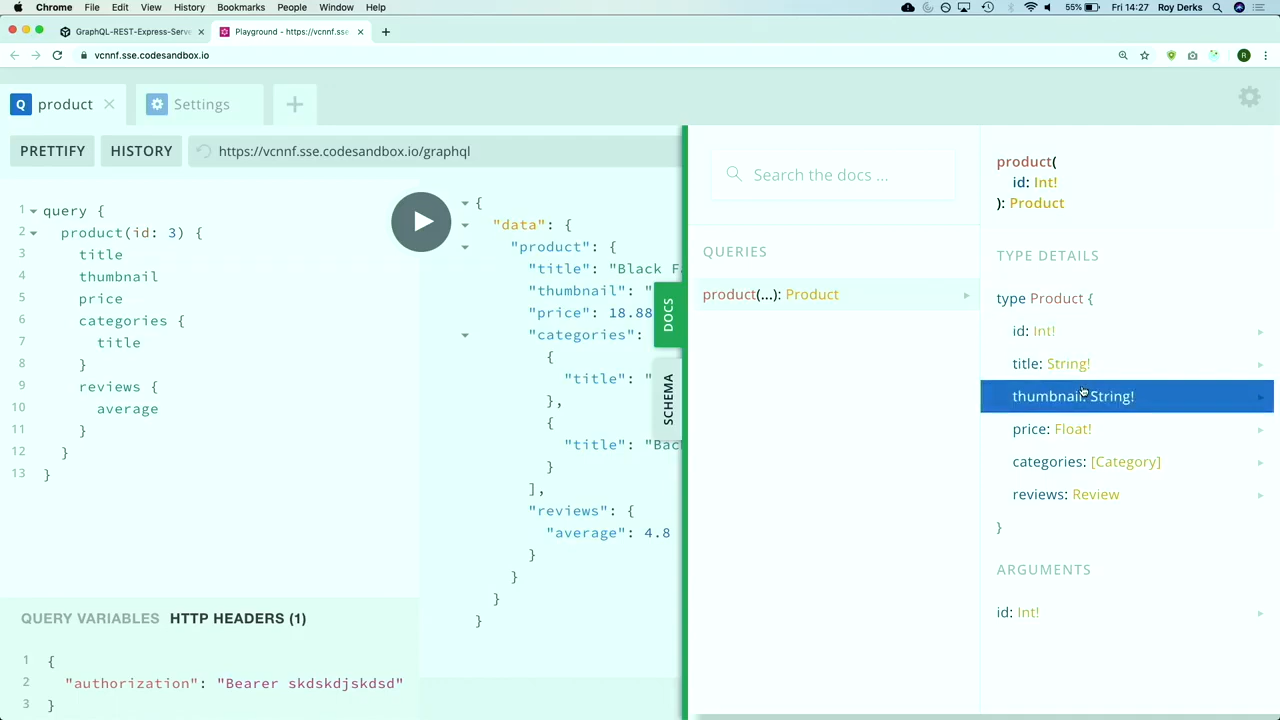 Chrome File Edit View History Bookmarks People Window Help 55% Fri 14:27 Roy Derks
GraphQL-REST-Express-Serve Playground - https://vcnnf.sse.c
vcnnf.sse.codesandbox.io R
Q product Settings
PRETTIFY HISTORY https://vcnnf.sse.codesandbox.io/graphql
1 query {
2 product(id: 3) {
3 title
4 thumbnail
5 price
6 categories {
7 title
8 }
9 reviews {
10 average
11 }
12 }
13 }
QUERY VARIABLES HTTP HEADERS (1)
1 {
2 "authorization": "Bearer skdskdjskdsd"
3 }
{
"data": {
"product": {
"title": "Black F
"thumbnail": "
"price": 18.88
"categories":
{
"title": "
},
{
"title": "Bac
}
],
"reviews": {
"average": 4.8
}
}
}
}
DOCS
SCHEMA
Search the docs ...
QUERIES
product(...): Product
product(
id: Int!
): Product
TYPE DETAILS
type Product {
id: Int!
title: String!
thumbnail: String!
price: Float!
categories: [Category]
reviews: Review
}
ARGUMENTS
id: Int!